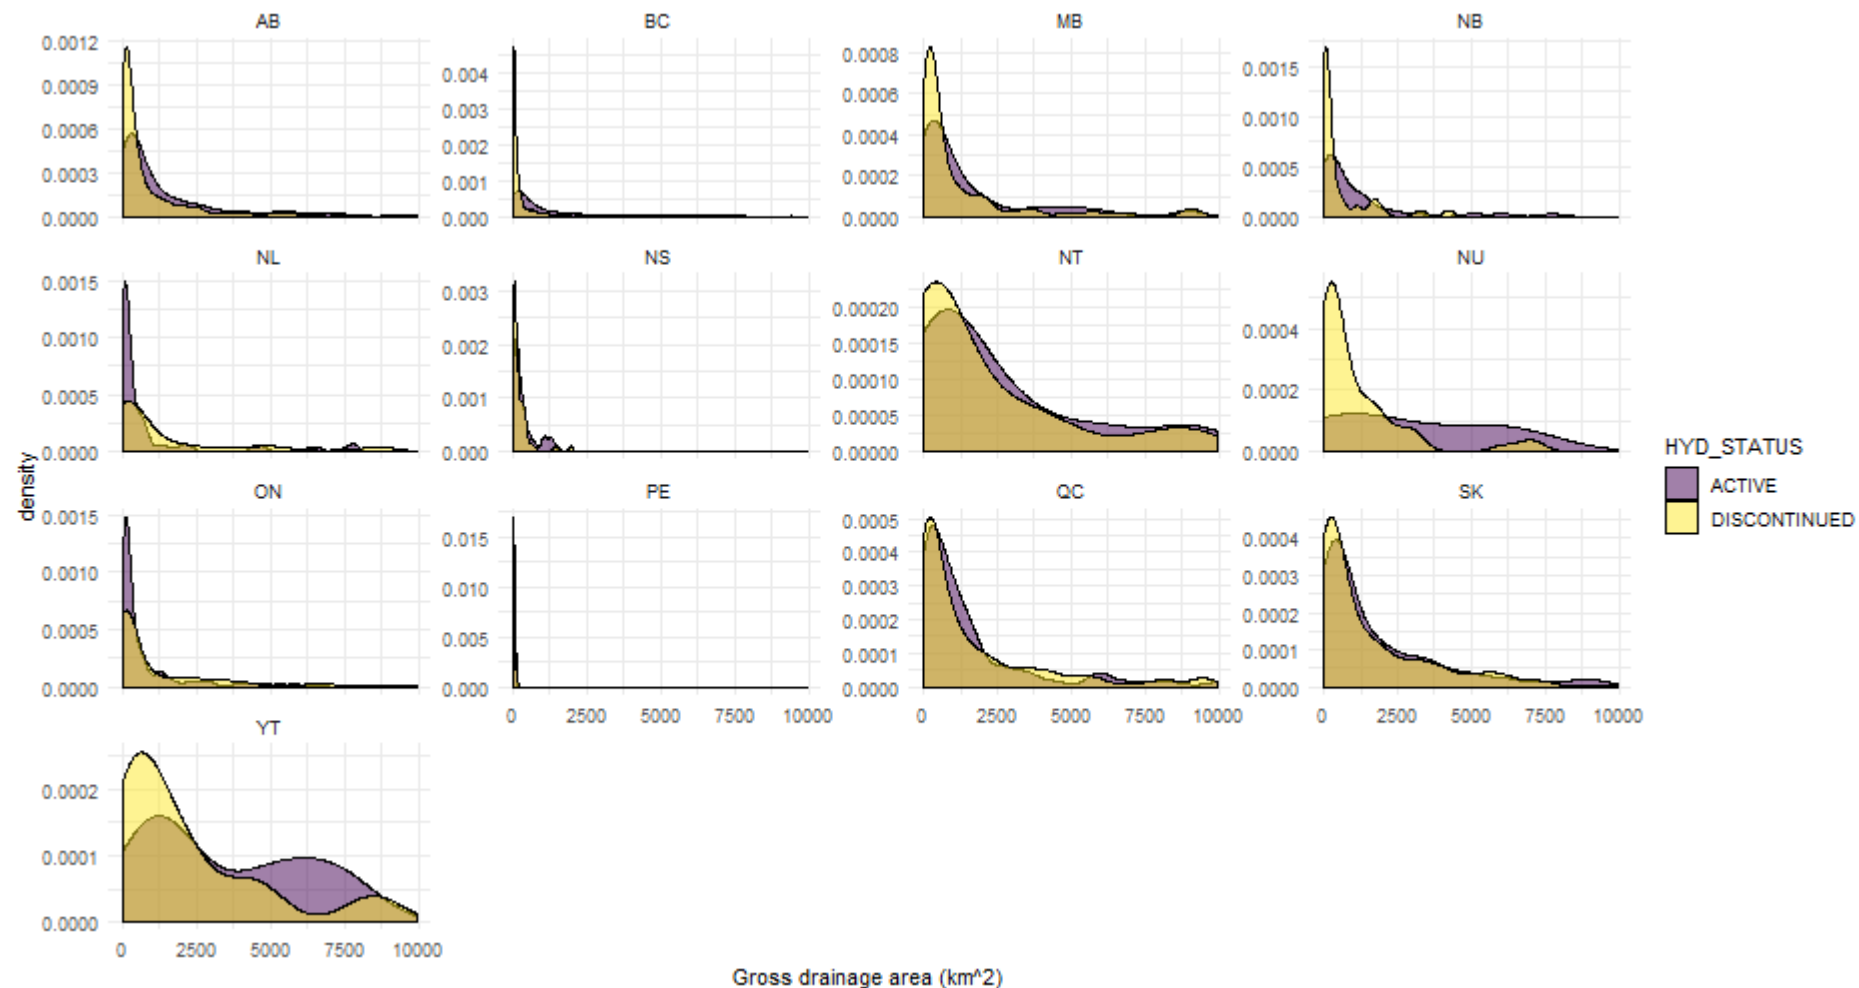 AB
BC
MB
NB
0.0012
0.0009
0.0006
0.0003
0.0000
0.004
0.003
0.002
0.001
0.000
0.0008
0.0006
0.0004
0.0002
0.0000
0.0015
0.0010
0.0005
0.0000
NL
NS
NT
NU
0.0015
0.0010
0.0005
0.0000
0.003
0.002
0.001
0.000
0.00020
0.00015
0.00010
0.00005
0.00000
0.0004
0.0002
0.0000
ON
PE
QC
SK
0.0015
0.0010
0.0005
0.0000
0.015
0.010
0.005
0.000
0 2500 5000 7500 10000
0.0005
0.0004
0.0003
0.0002
0.0001
0.0000
0 2500 5000 7500 10000
0.0004
0.0003
0.0002
0.0001
0.0000
0 2500 5000 7500 10000
YT
0.0002
0.0001
0.0000
0 2500 5000 7500 10000
density
Gross drainage area (km^2)
HYD_STATUS
ACTIVE
DISCONTINUED